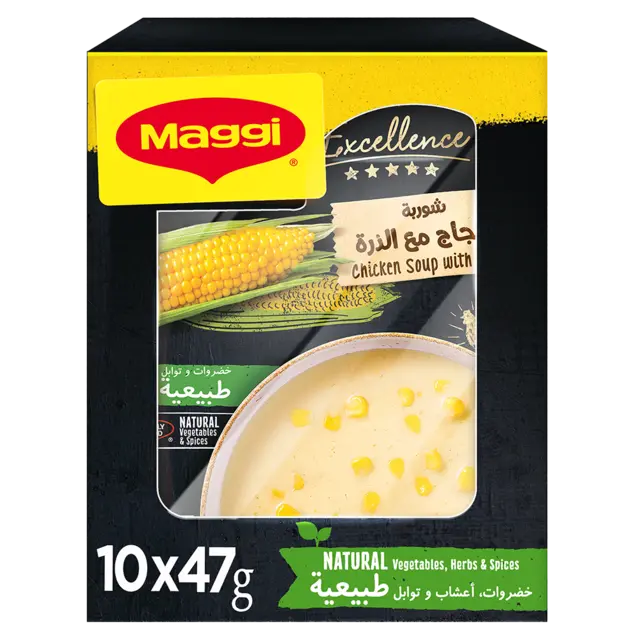 Maggi
®
Excellence
شوربة
جاج مع الذرة
Chicken Soup with
خضروات و توابل
طبيعية
NATURAL
Vegetables
& Spices
®
10x47g
NATURAL Vegetables, Herbs & Spices
خضروات، أعشاب و توابل طبيعية